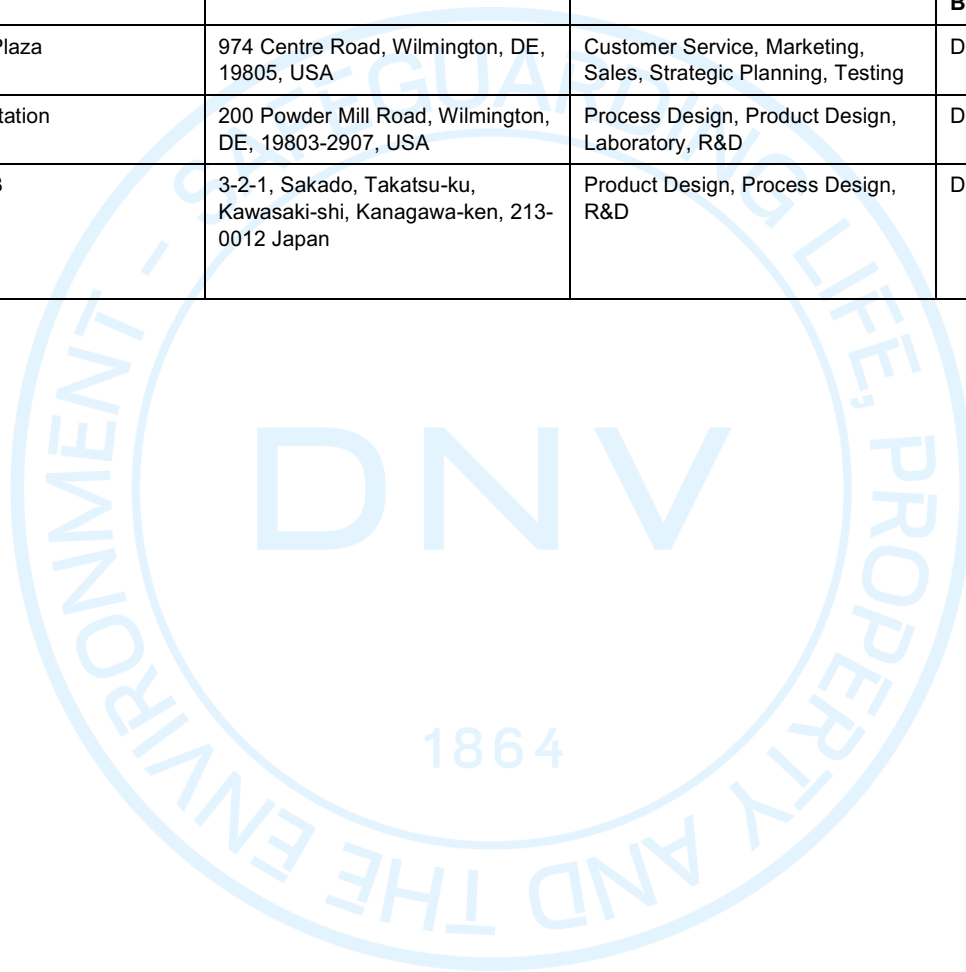 B
Plaza
974 Centre Road, Wilmington, DE,
19805, USA
Customer Service, Marketing,
Sales, Strategic Planning, Testing
D
tation
200 Powder Mill Road, Wilmington,
DE, 19803-2907, USA
Process Design, Product Design,
Laboratory, R&D
D
3
3-2-1, Sakado, Takatsu-ku,
Kawasaki-shi, Kanagawa-ken, 213-
0012 Japan
Product Design, Process Design,
R&D
D
SAFEGUARDING LIFE, PROPERTY AND THE ENVIRONMENT -
DNV
1864